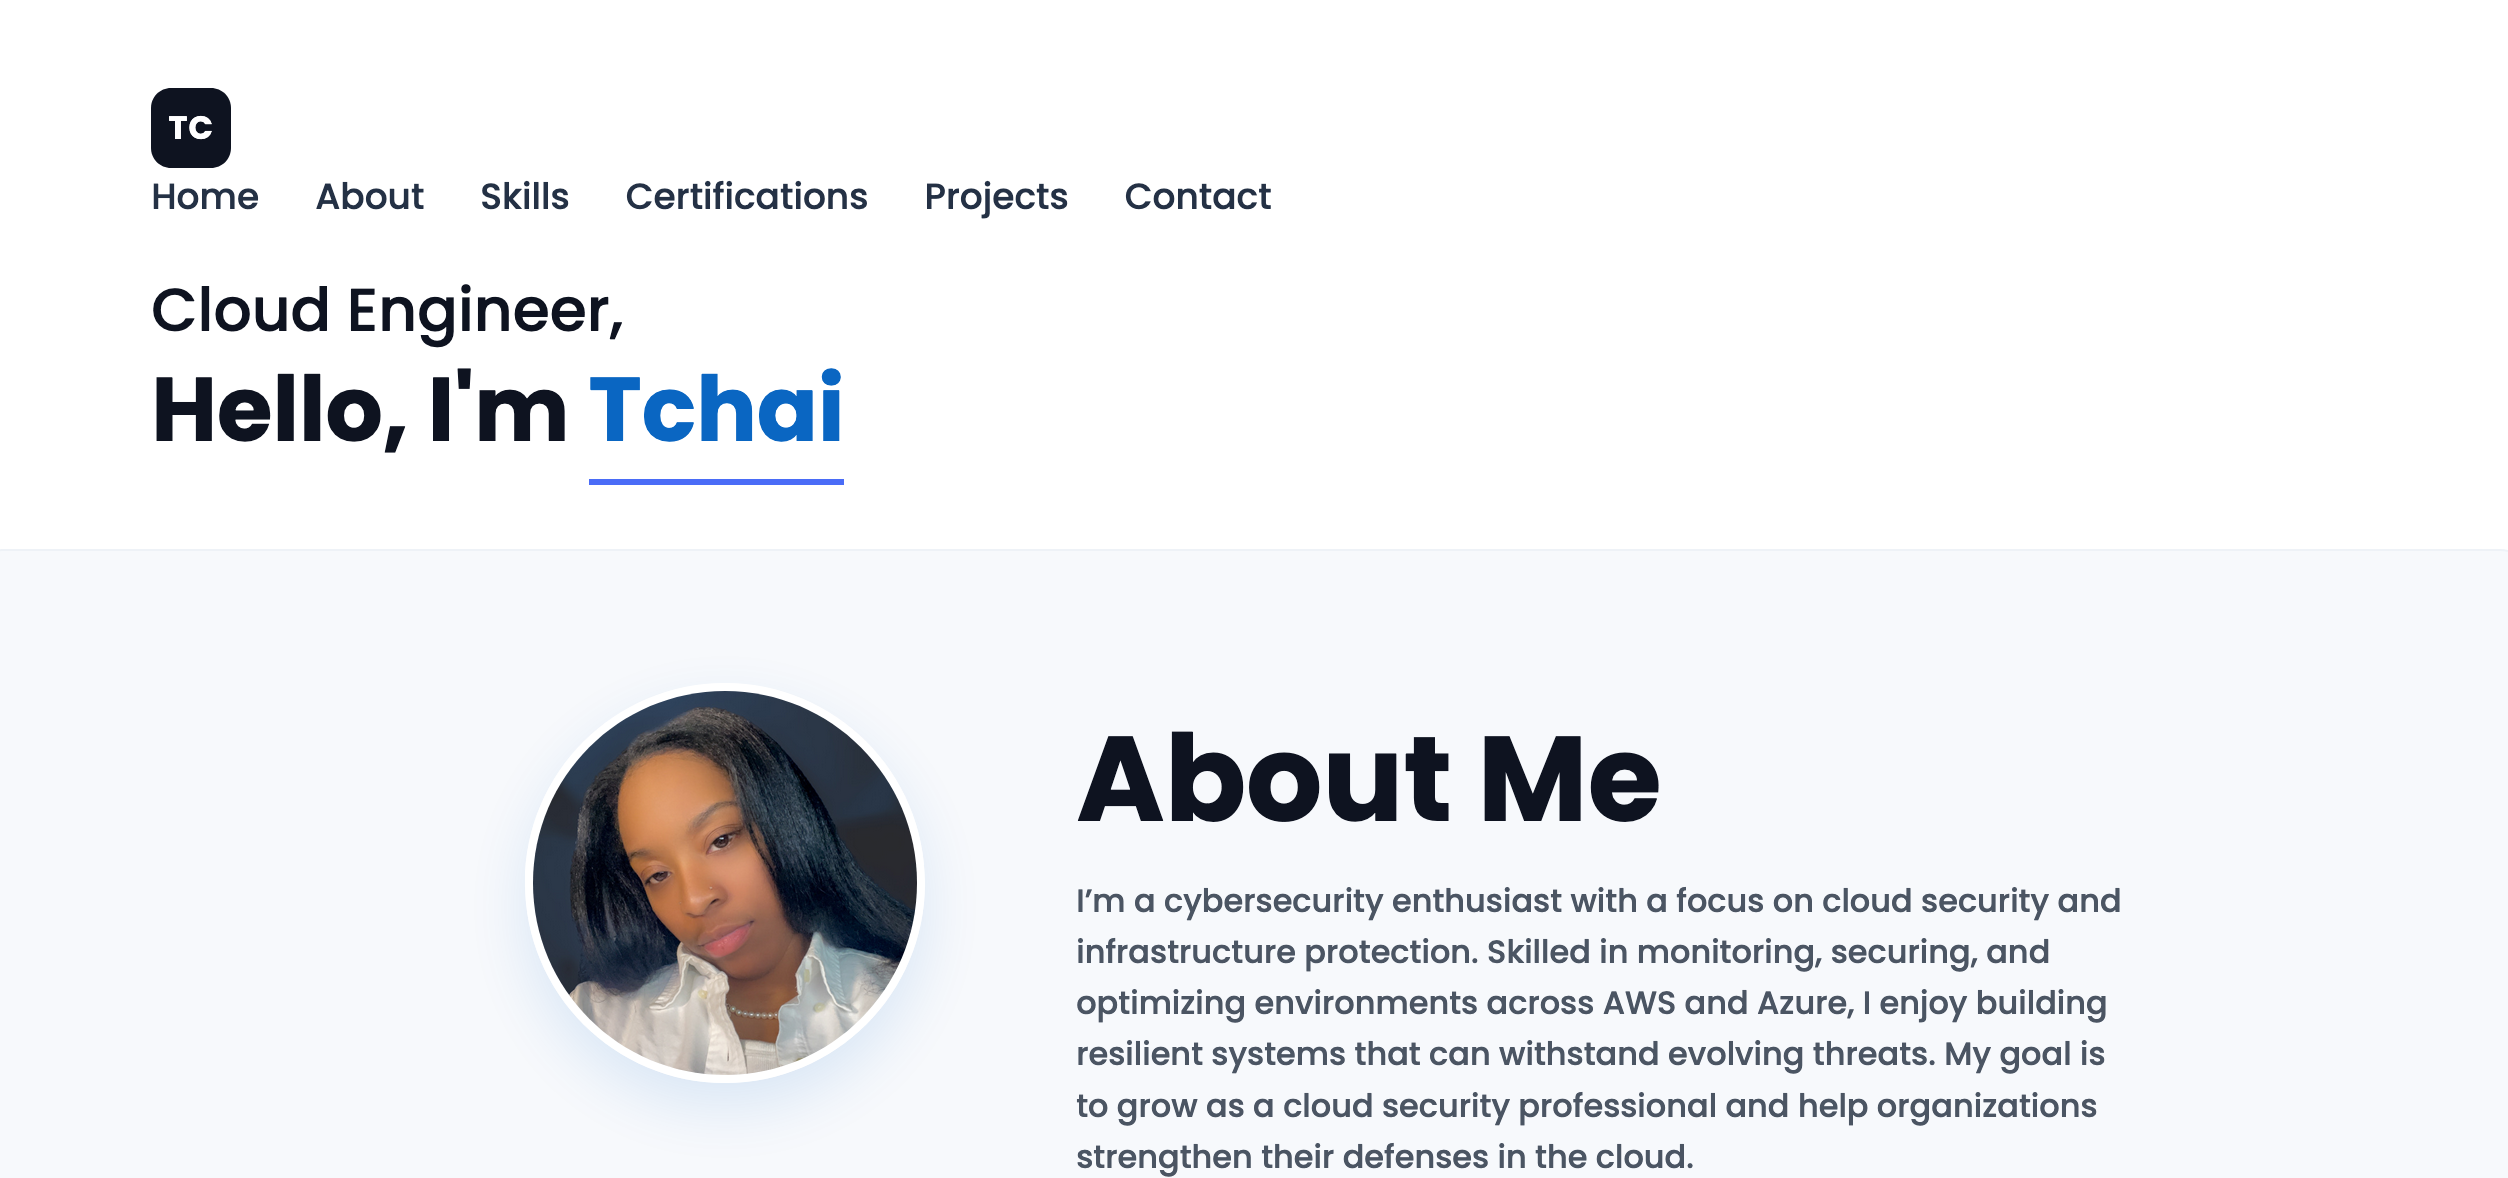 TC
Home About Skills Certifications Projects Contact
Cloud Engineer,
Hello, I'm Tchai
About Me
I’m a cybersecurity enthusiast with a focus on cloud security and
infrastructure protection. Skilled in monitoring, securing, and
optimizing environments across AWS and Azure, I enjoy building
resilient systems that can withstand evolving threats. My goal is
to grow as a cloud security professional and help organizations
strengthen their defenses in the cloud.